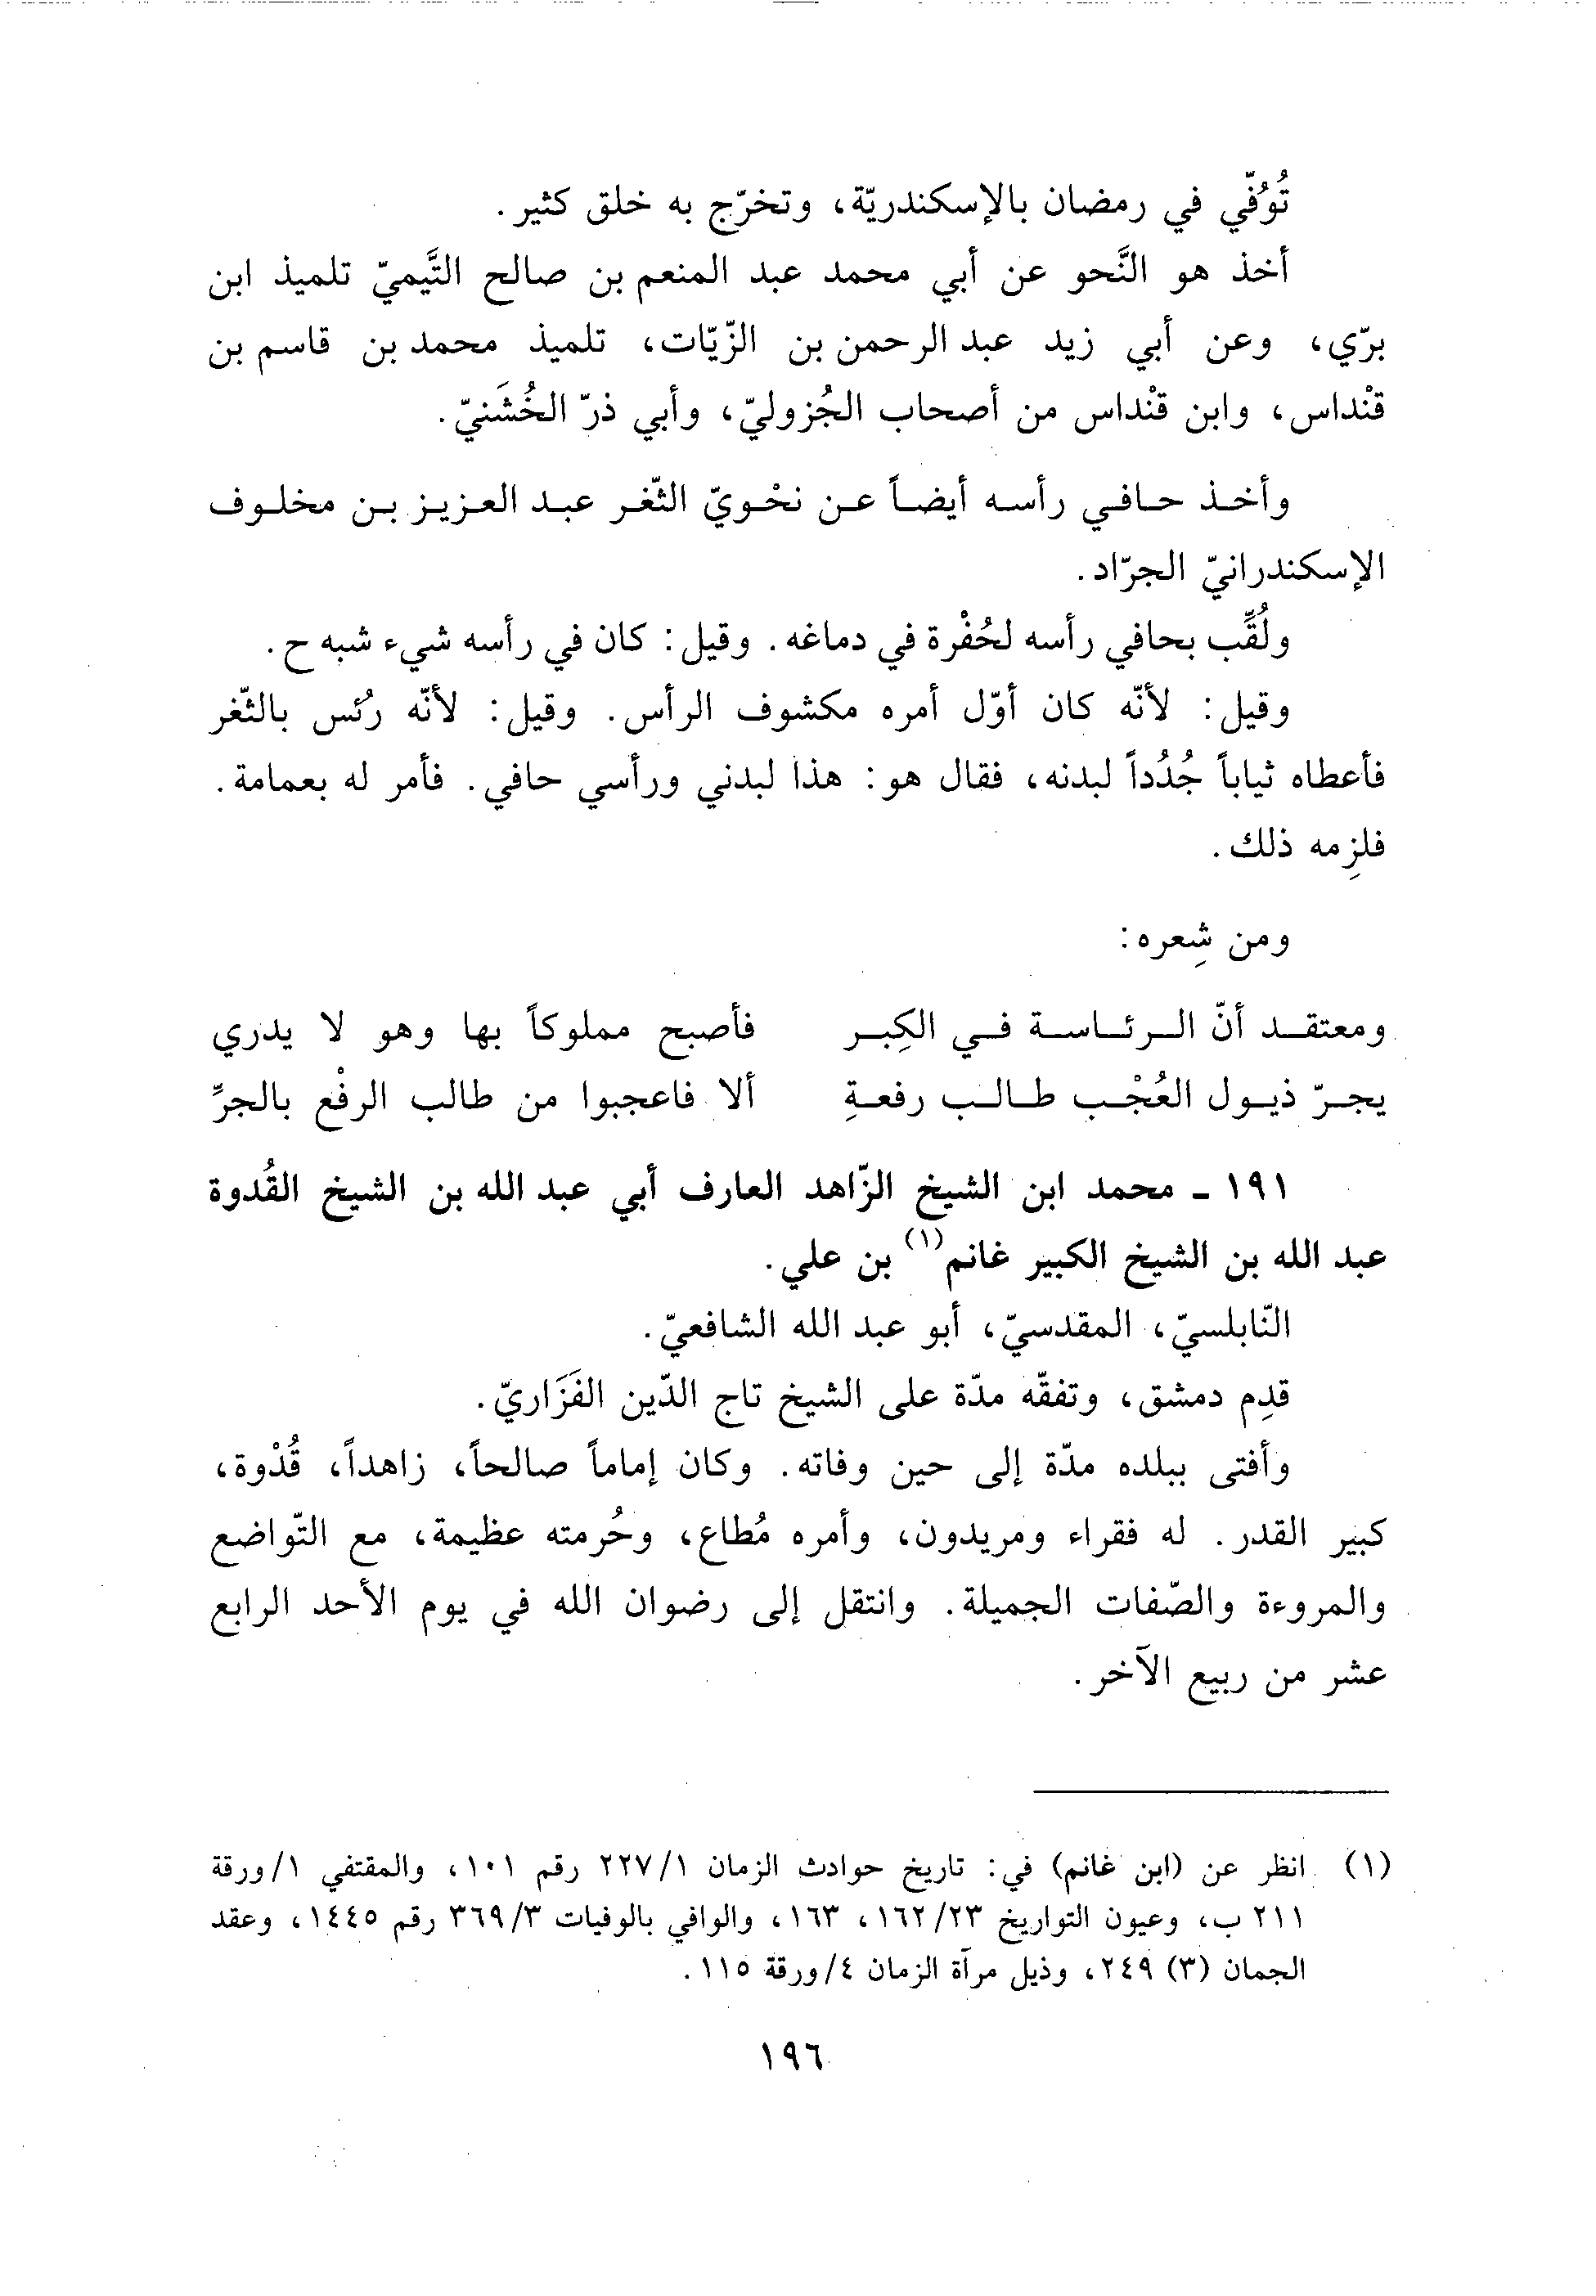 تُوُفّي في رمضان بالإسكندريّة، وتخرّج به خلق كثير.
أخذ هو النَّحو عن أبي محمد عبد المنعم بن صالح التَّيميّ تلميذ ابن
برّي، وعن أبي زيد عبد الرحمن بن الزّيّات، تلميذ محمد بن قاسم بن
قنْداس، وابن قنْداس من أصحاب الجُزوليّ، وأبي ذرّ الخُشَنيّ.
وأخذ حافي رأسه أيضاً عن نحْويّ الثّغر عبد العزيز بن مخلوف
الإسكندرانيّ الجرّاد.
ولُقِّب بحافي رأسه لحُفْرة في دماغه. وقيل: كان في رأسه شيء شبه ح.
وقيل: لأنّه كان أوّل أمره مكشوف الرأس. وقيل: لأنّه رُئس بالثّغر
فأعطاه ثياباً جُدُداً لبدنه، فقال هو: هذا لبدني ورأسي حافي. فأمر له بعمامة.
فلزِمه ذلك.
ومن شِعره:
ومعتقد أنّ الرئاسة في الكِبر فأصبح مملوكاً بها وهو لا يدري
يجرّ ذيول العُجْب طالب رفعةِ ألا فاعجبوا من طالب الرفْع بالجرِّ
١٩١ ـ محمد ابن الشيخ الزّاهد العارف أبي عبد الله بن الشيخ القُدوة
عبد الله بن الشيخ الكبير غانم(١) بن علي.
النّابلسيّ، المقدسيّ، أبو عبد الله الشافعيّ.
قدِم دمشق، وتفقّه مدّة على الشيخ تاج الدّين الفَزَاريّ.
وأفتى ببلده مدّة إلى حين وفاته. وكان إماماً صالحاً، زاهداً، قُدْوة،
كبير القدر. له فقراء ومريدون، وأمره مُطاع، وحُرمته عظيمة، مع التّواضع
والمروءة والصّفات الجميلة. وانتقل إلى رضوان الله في يوم الأحد الرابع
عشر من ربيع الآخر.
(١) انظر عن (ابن غانم) في: تاريخ حوادث الزمان ٢٢٧/١ رقم ١٠١، والمقتفي ١/ورقة
٢١١ ب، وعيون التواريخ ١٦٢/٢٣، ١٦٣، والوافي بالوفيات ٣٦٩/٣ رقم ١٤٤٥، وعقد
الجمان (٣) ٢٤٩، وذيل مرآة الزمان ٤/ورقة ١١٥.
١٩٦